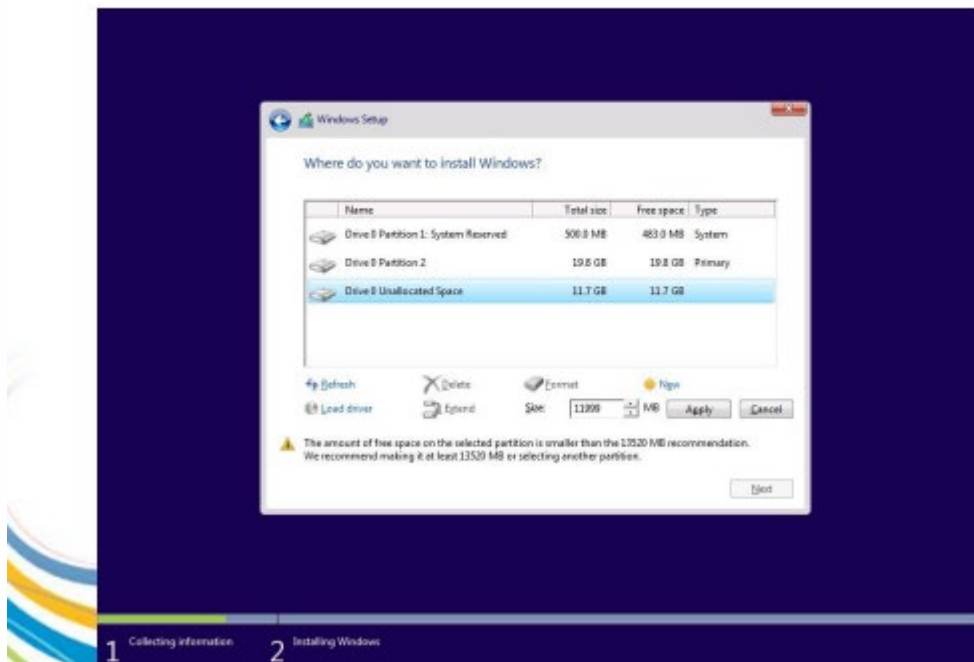 Windows Setup
Where do you want to install Windows?
Name Total size Free space Type
Drive 0 Partition 1: System Reserved 500.0 MB 483.0 MB System
Drive 0 Partition 2 19.8 GB 19.8 GB Primary
Drive 0 Unallocated Space 11.7 GB 11.7 GB
Refresh Delete Format New
Load driver Extend Size: 11999 MB Apply Cancel
The amount of free space on the selected partition is smaller than the 13520 MB recommendation.
We recommend making it at least 13520 MB or selecting another partition.
Next
1 Collecting information 2 Installing Windows